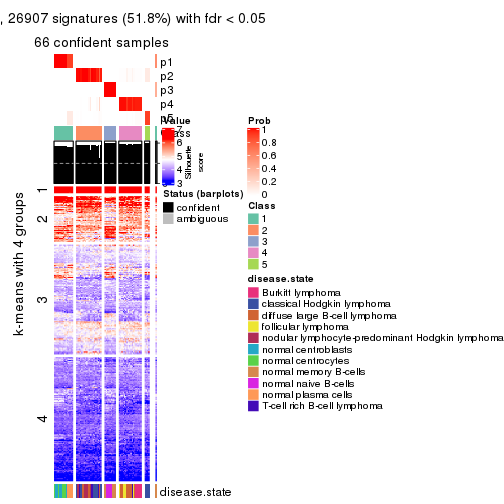 , 26907 signatures (51.8%) with fdr < 0.05
66 confident samples
p1
p2
p3
p4
p5
Value
Class
7
6
5
4
3
Silhouette
score
Prob
1
0.8
0.6
0.4
0.2
0
Status (barplots)
confident
ambiguous
Class
1
2
3
4
5
disease.state
Burkitt lymphoma
classical Hodgkin lymphoma
diffuse large B-cell lymphoma
follicular lymphoma
nodular lymphocyte-predominant Hodgkin lymphoma
normal centroblasts
normal centrocytes
normal memory B-cells
normal naive B-cells
normal plasma cells
T-cell rich B-cell lymphoma
k-means with 4 groups
1
2
3
4
disease.state